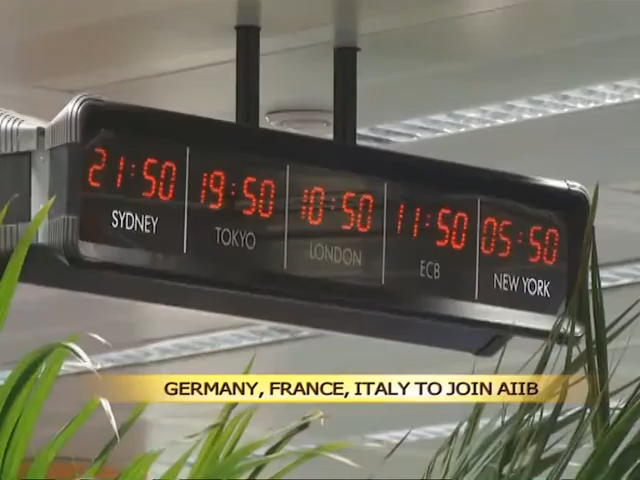 21:50 19:50 10:50 11:50 05:50
SYDNEY TOKYO LONDON ECB NEW YORK
GERMANY, FRANCE, ITALY TO JOIN AIIB